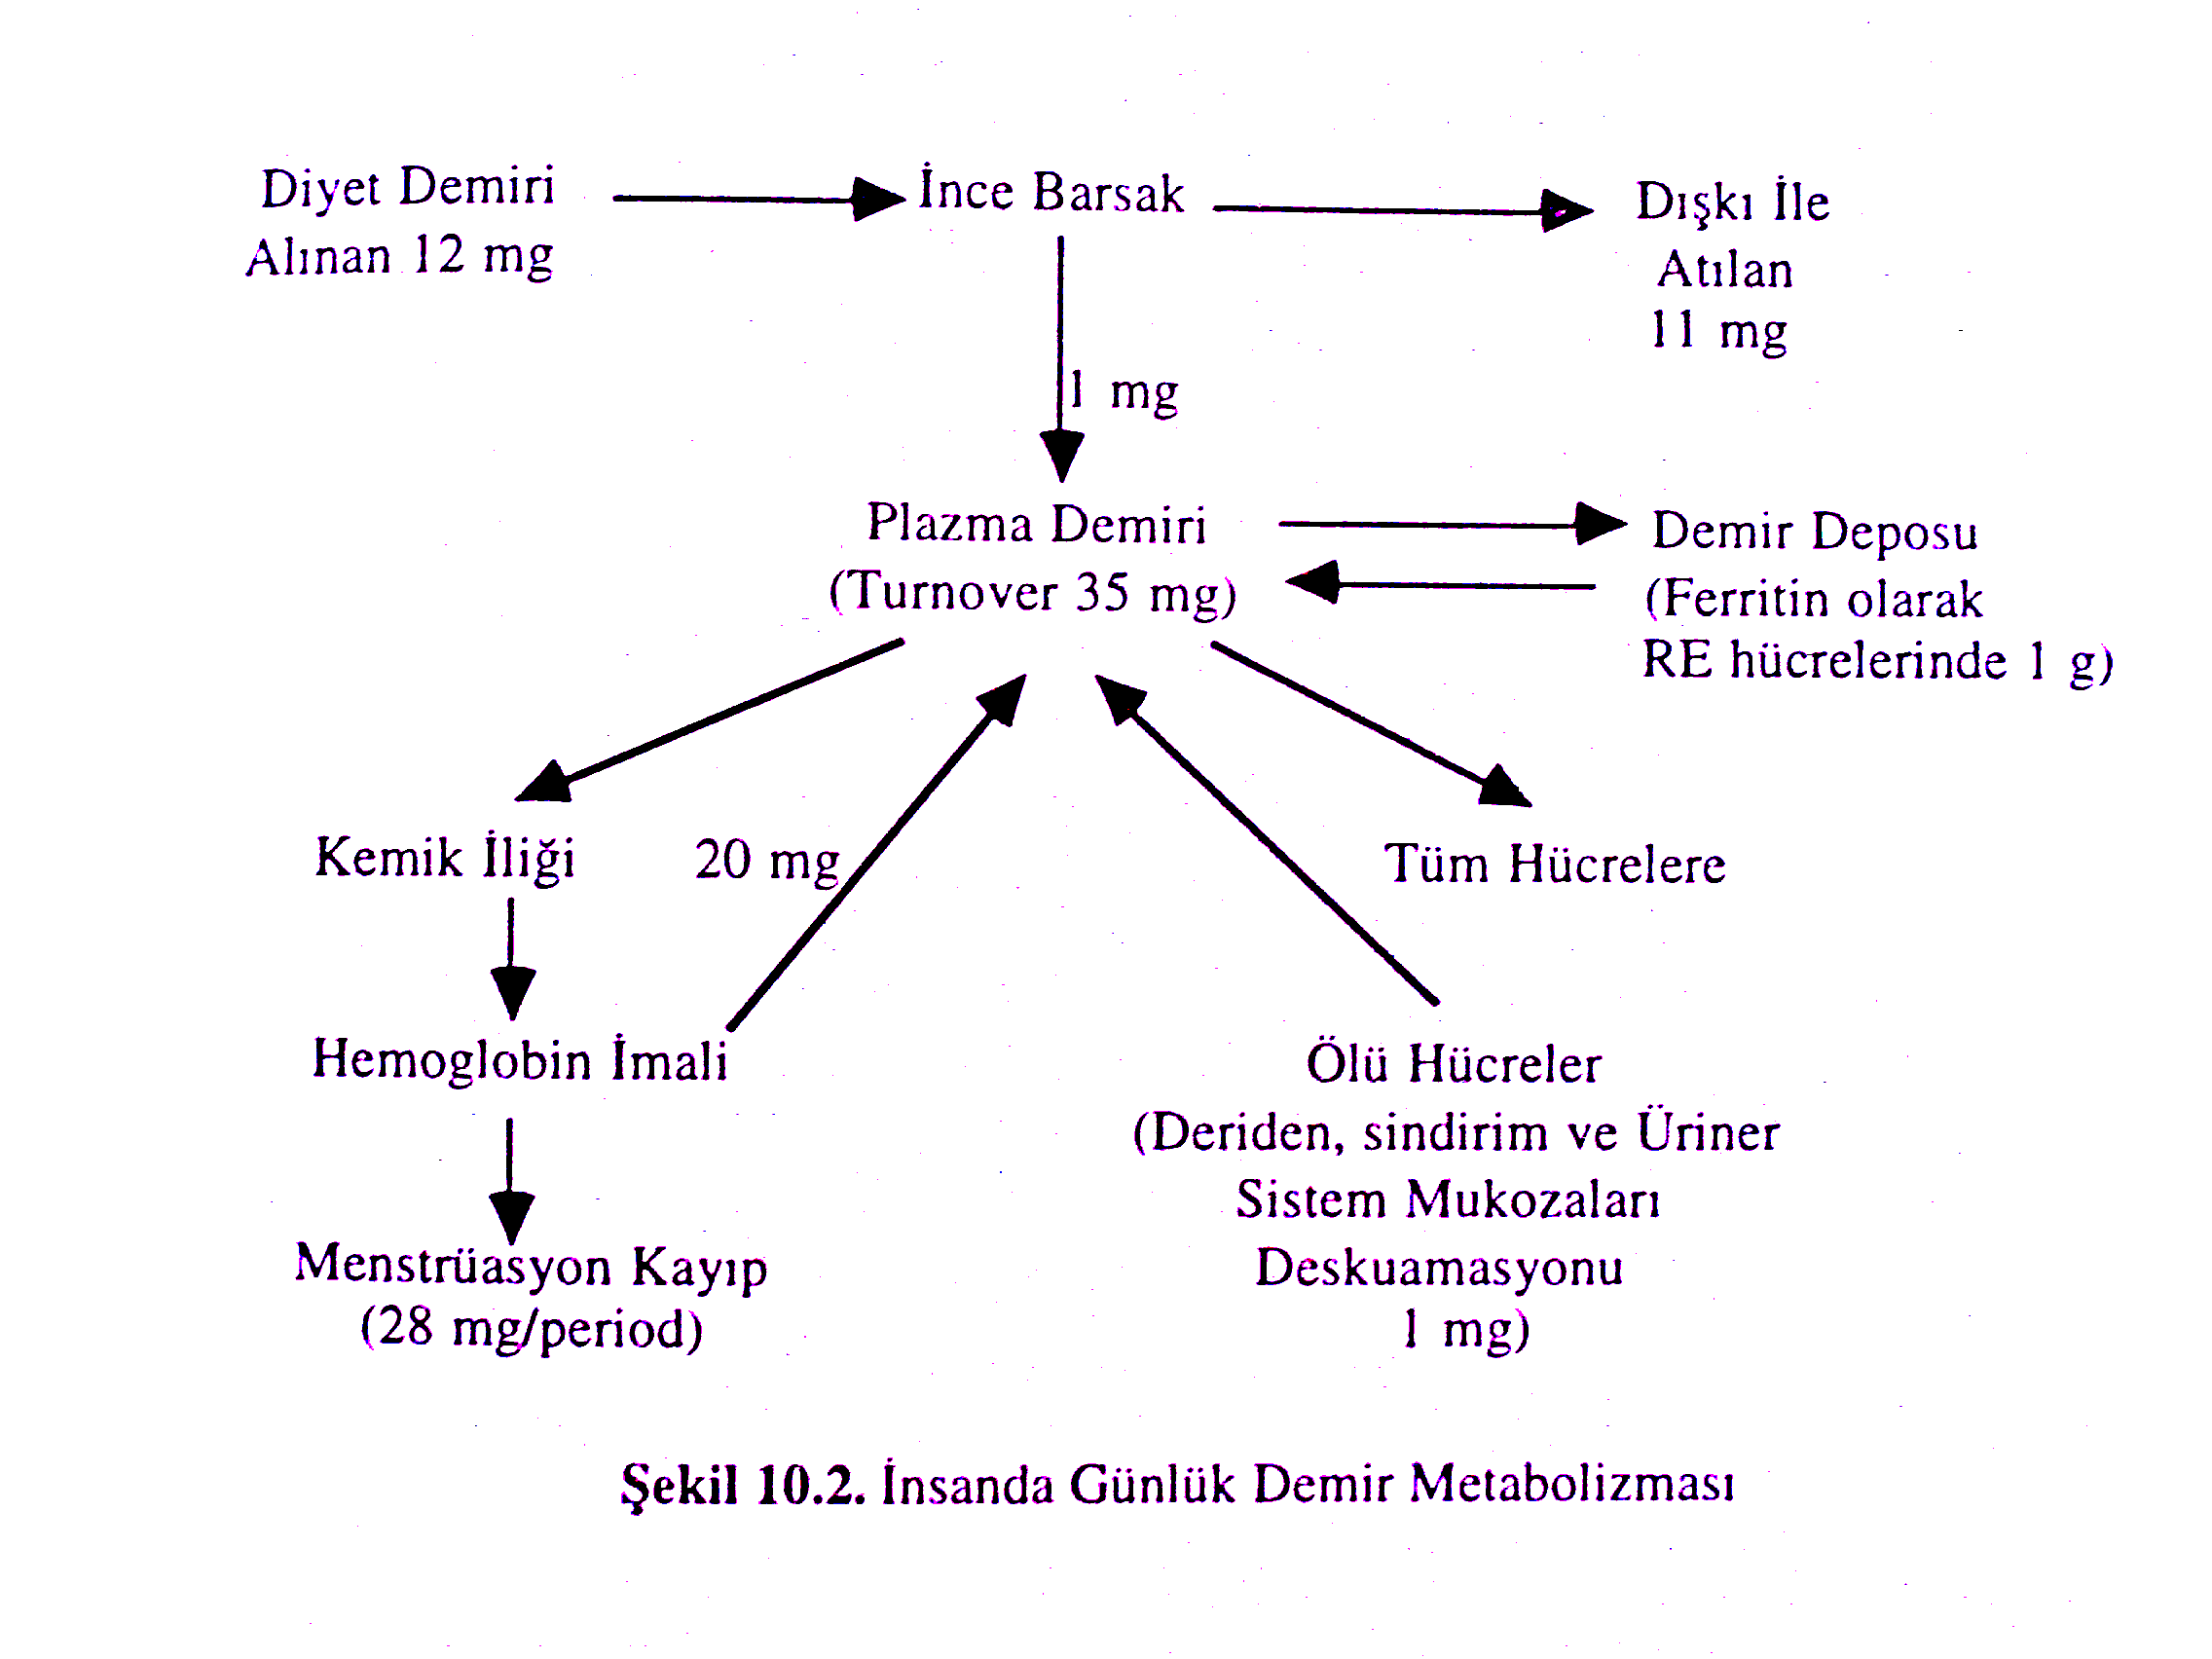 Diyet Demiri
Alınan 12 mg
İnce Barsak
Dışkı İle
Atılan
11 mg
1 mg
Plazma Demiri
(Turnover 35 mg)
Demir Deposu
(Ferritin olarak
RE hücrelerinde 1 g)
Kemik İliği
20 mg
Tüm Hücrelere
Hemoglobin İmali
Ölü Hücreler
(Deriden, sindirim ve Üriner
Sistem Mukozaları
Deskuamasyonu
1 mg)
Menstrüasyon Kayıp
(28 mg/period)
Şekil 10.2. İnsanda Günlük Demir Metabolizması